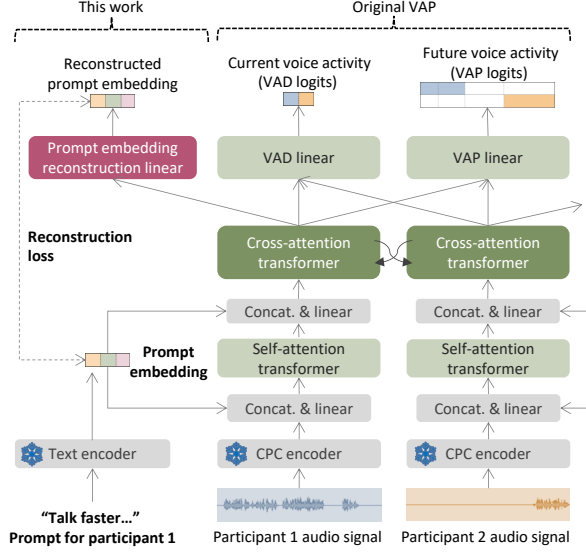 This work
Original VAP
Reconstructed
prompt embedding
Current voice activity
(VAD logits)
Future voice activity
(VAP logits)
Prompt embedding
reconstruction linear
VAD linear
VAP linear
Reconstruction
loss
Cross-attention
transformer
Cross-attention
transformer
Concat. & linear
Concat. & linear
Prompt
embedding
Self-attention
transformer
Self-attention
transformer
Concat. & linear
Concat. & linear
Text encoder
CPC encoder
CPC encoder
“Talk faster…”
Prompt for participant 1
Participant 1 audio signal
Participant 2 audio signal